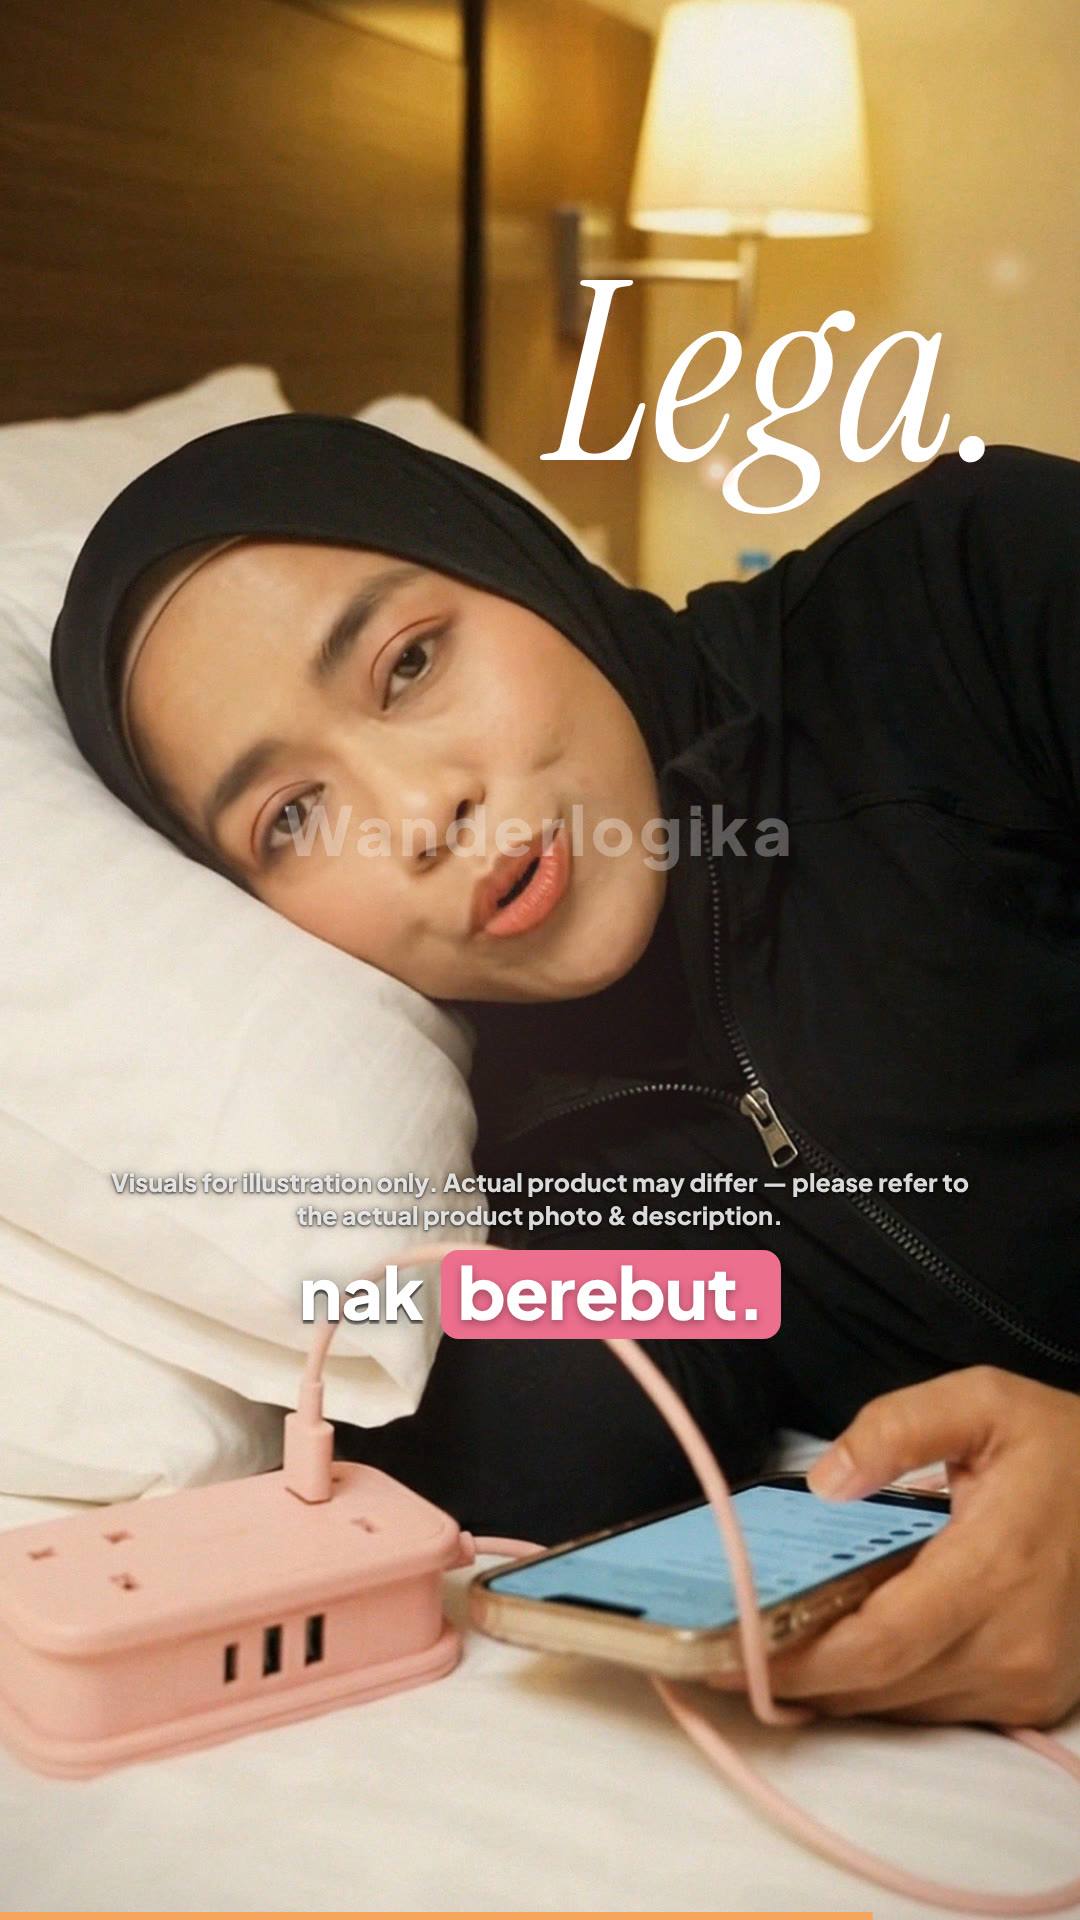 Lega.
Wanderlogika
Visuals for illustration only. Actual product may differ — please refer to
the actual product photo & description.
nak berebut.